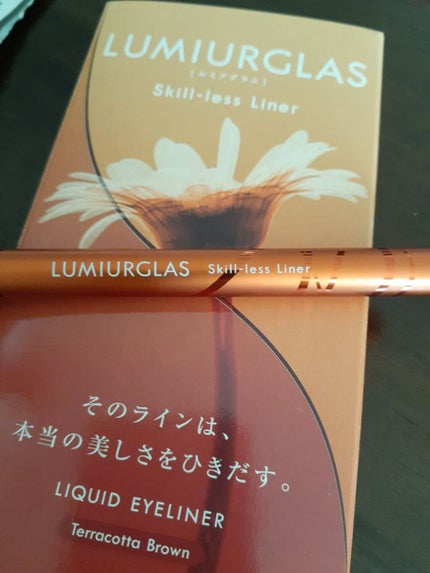 LUMIURGLAS
[ルミアグラス]
Skill-less Liner
LUMIURGLAS Skill-less Liner
そのラインは、
本当の美しさをひきだす。
LIQUID EYELINER
Terracotta Brown